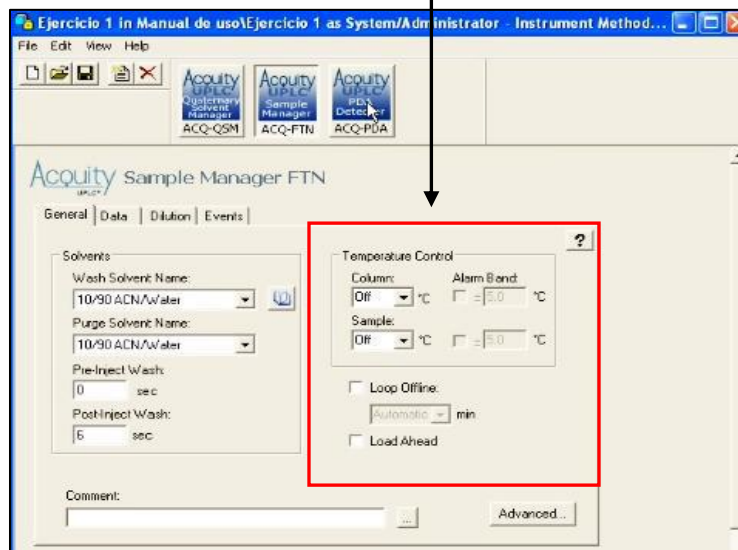 Ejercicio 1 in Manual de uso\Ejercicio 1 as System/Administrator - Instrument Method...
File Edit View Help
Acquity Acquity Acquity
UPLC UPLC UPLC
Quaternary Solvent Manager Sample Manager PDA Detector
ACQ-QSM ACQ-FTN ACQ-PDA
Acquity UPLC Sample Manager FTN
General Data Dilution Events
?
Solvents
Wash Solvent Name:
10/90 ACN/Water
Purge Solvent Name:
10/90 ACN/Water
Pre-Inject Wash:
0 sec
Post-Inject Wash:
6 sec
Temperature Control
Column: Alarm Band:
Off °C ± 5.0 °C
Sample:
Off °C ± 5.0 °C
Loop Offline:
Automatic min
Load Ahead
Comment:
... Advanced...